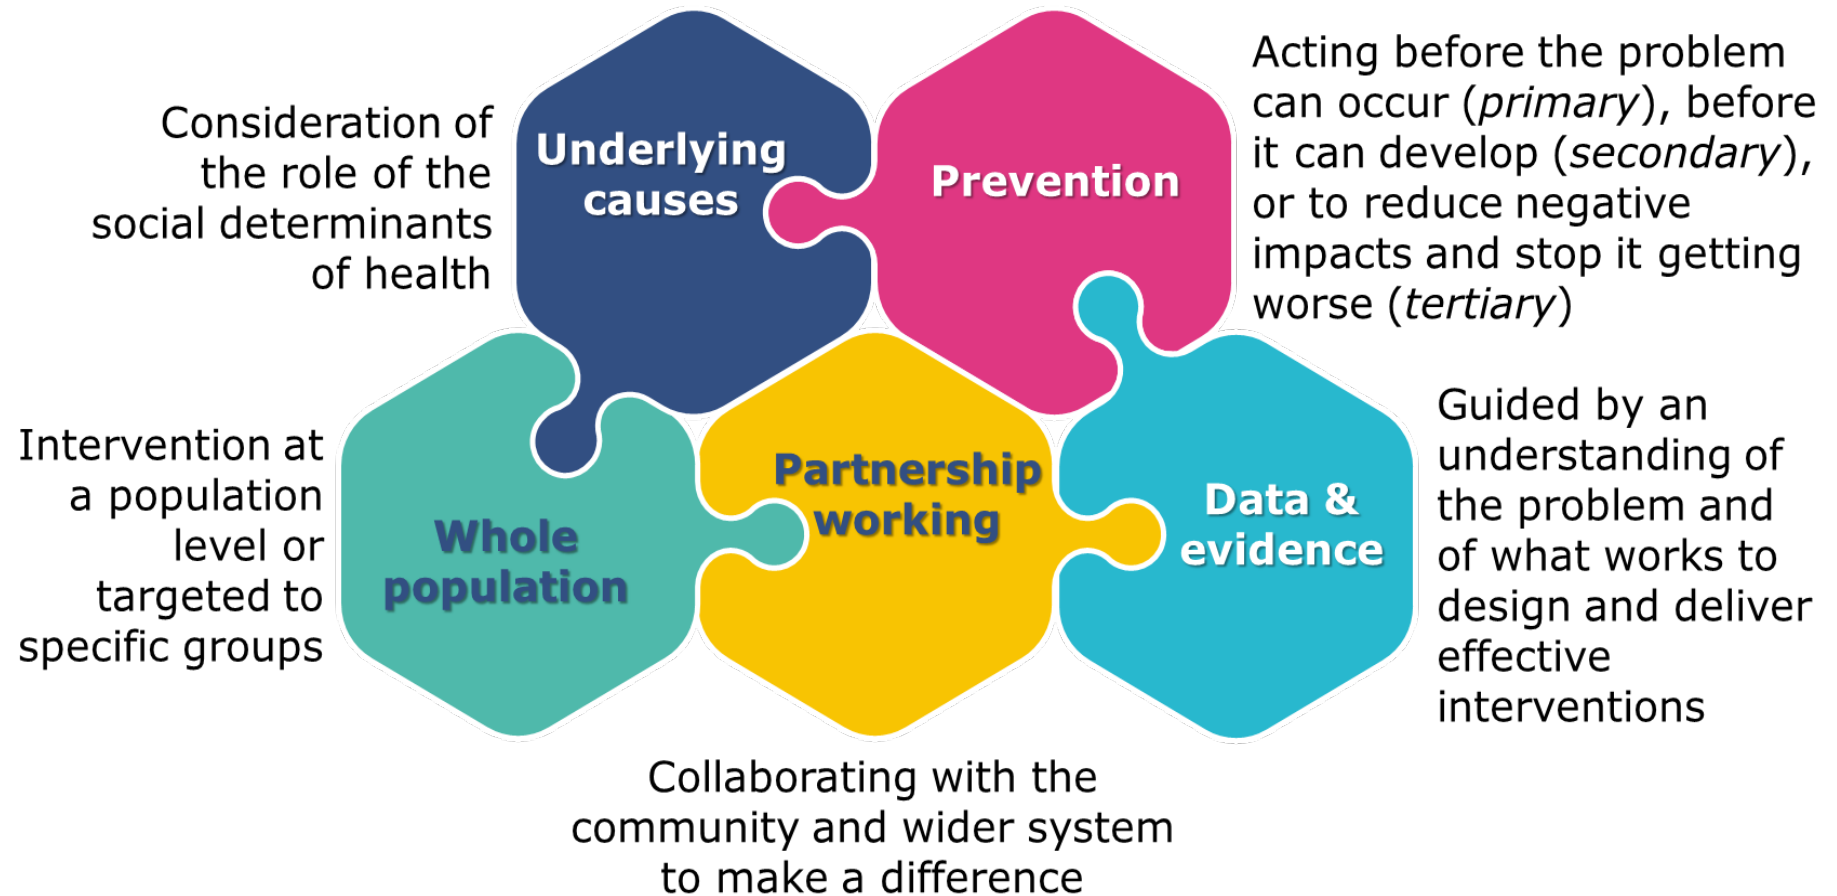 Consideration of
the role of the
social determinants
of health
Underlying
causes
Prevention
Acting before the problem
can occur (primary), before
it can develop (secondary),
or to reduce negative
impacts and stop it getting
worse (tertiary)
Intervention at
a population
level or
targeted to
specific groups
Whole
population
Partnership
working
Data &
evidence
Guided by an
understanding of
the problem and
of what works to
design and deliver
effective
interventions
Collaborating with the
community and wider system
to make a difference